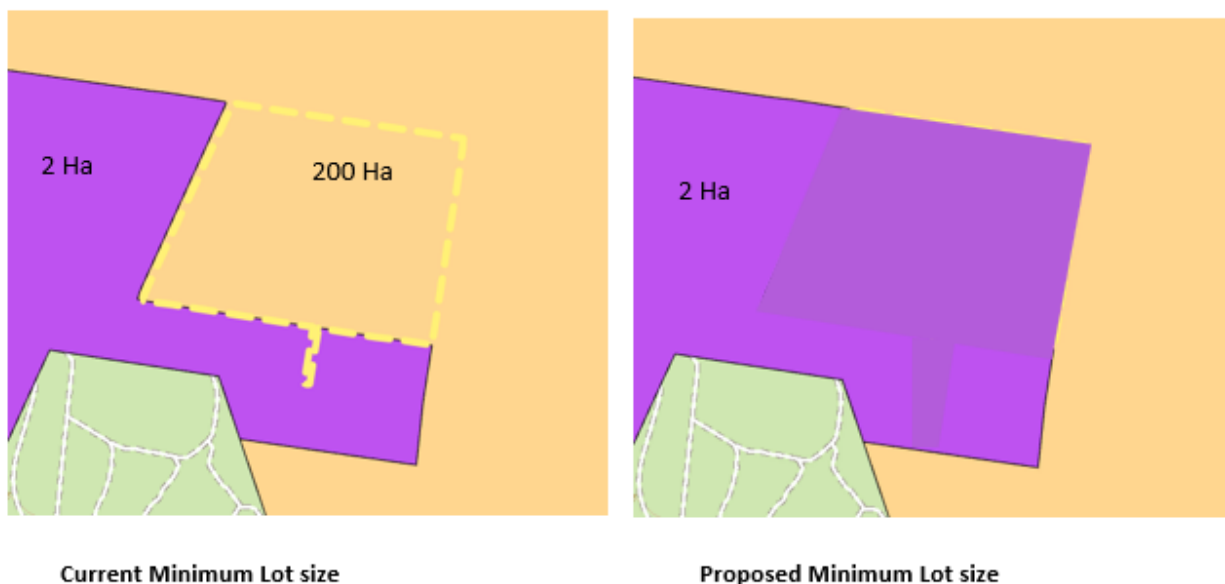 2 Ha
200 Ha
2 Ha
Current Minimum Lot size
Proposed Minimum Lot size